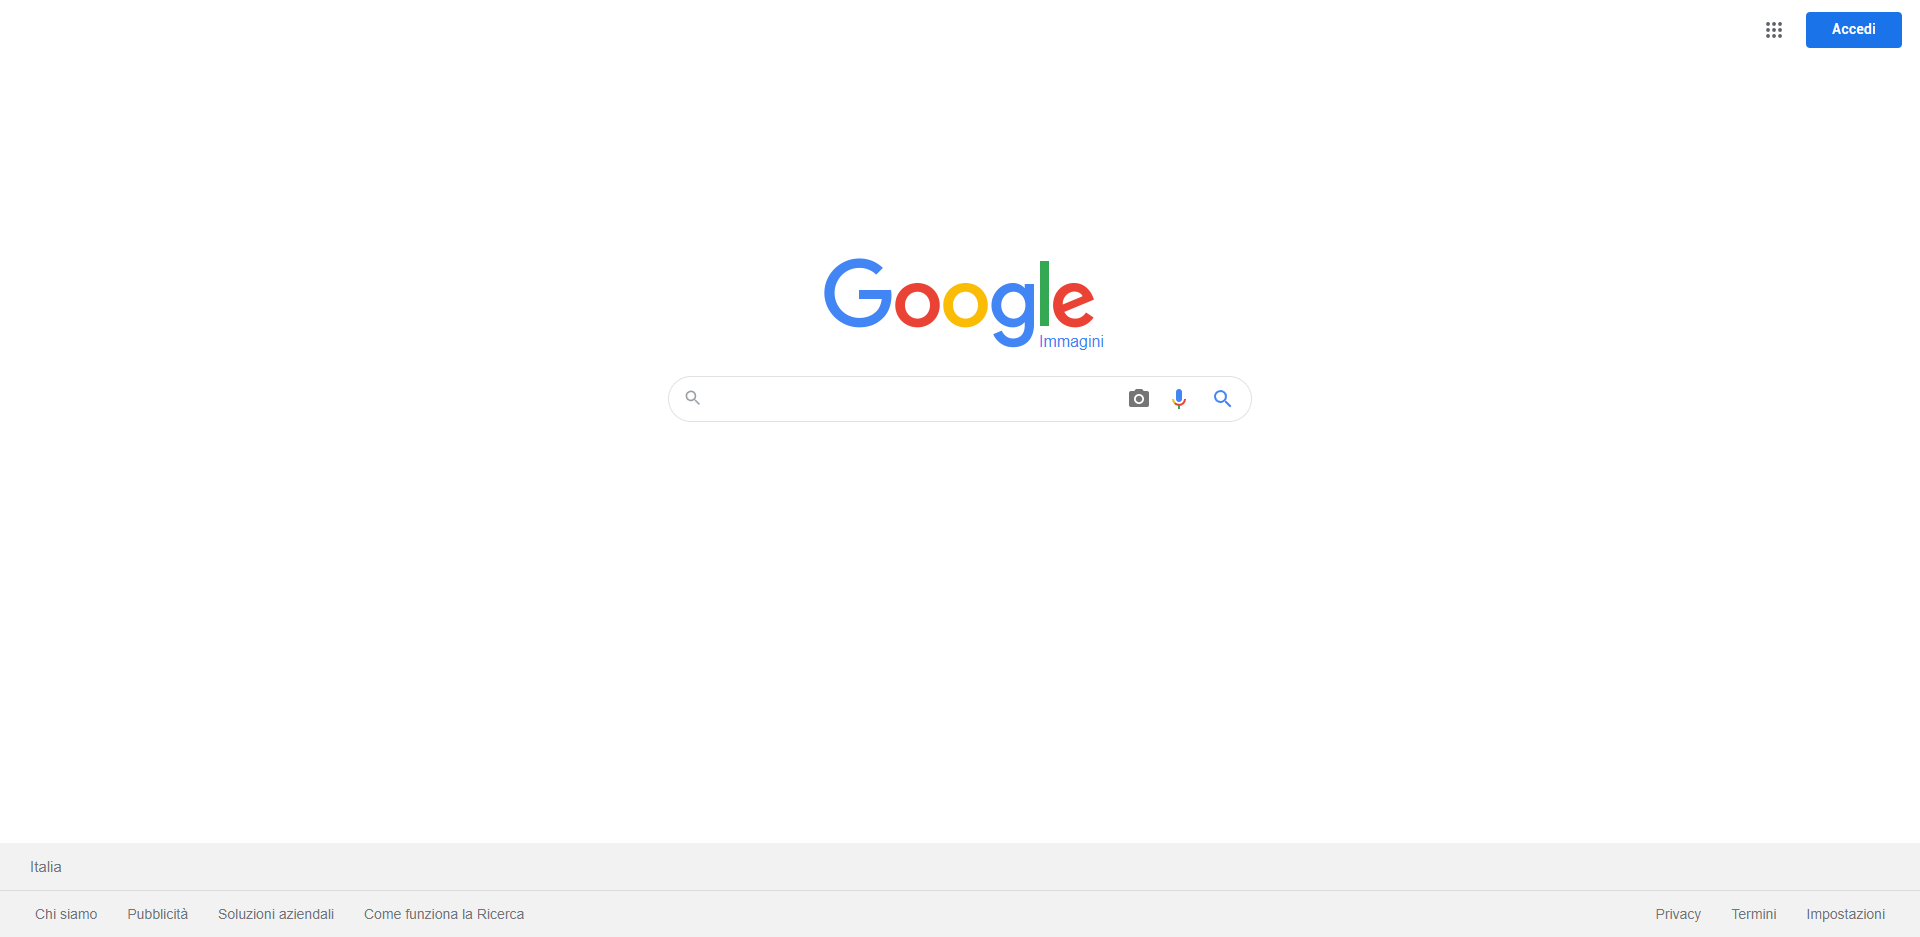 Accedi
Google
Immagini
Italia
Chi siamo Pubblicità Soluzioni aziendali Come funziona la Ricerca Privacy Termini Impostazioni